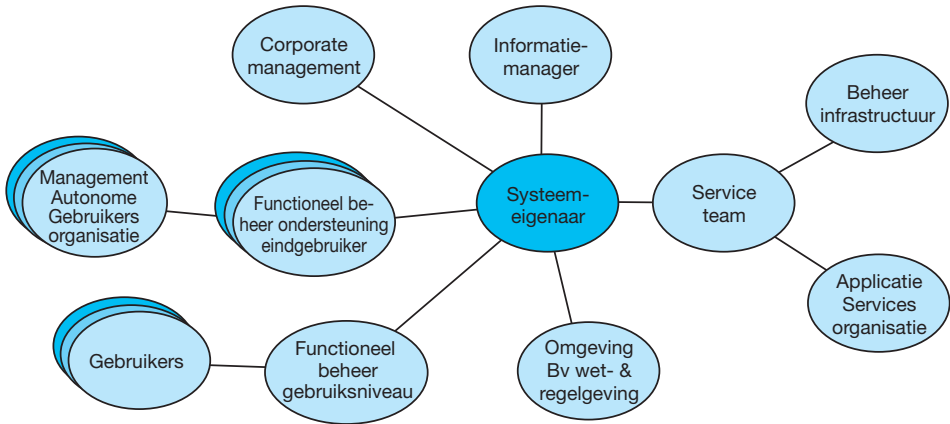 Corporate
management
Informatie-
manager
Beheer
infrastructuur
Management
Autonome
Gebruikers
organisatie
Functioneel be-
heer ondersteuning
eindgebruiker
Systeem-
eigenaar
Service
team
Applicatie
Services
organisatie
Gebruikers
Functioneel
beheer
gebruiksniveau
Omgeving
Bv wet- &
regelgeving